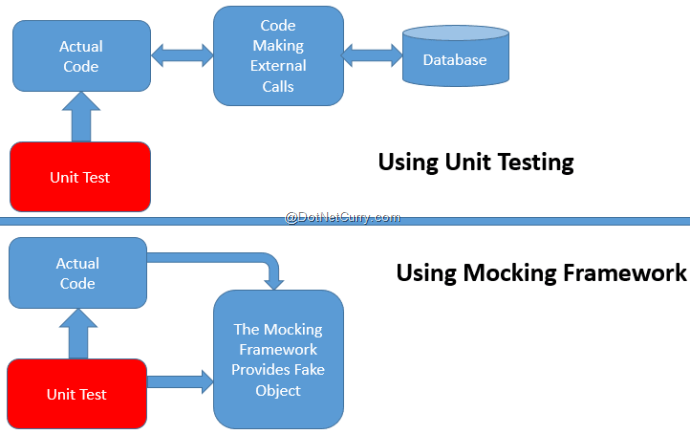 Actual
Code
Code
Making
External
Calls
Database
Unit Test
Using Unit Testing
@DotNetCurry.com
Actual
Code
Using Mocking Framework
The Mocking
Framework
Provides Fake
Object
Unit Test